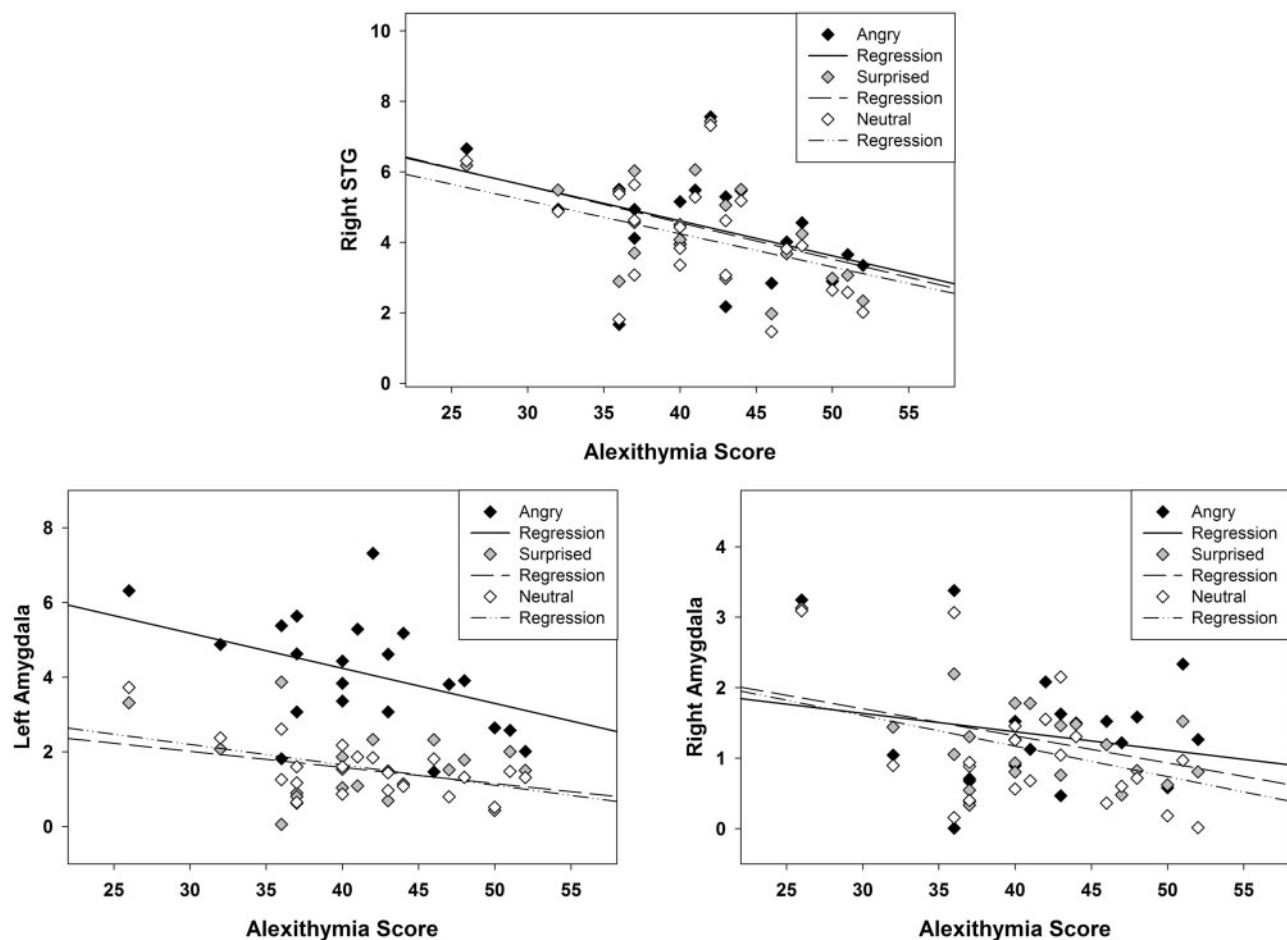 10
8
6
4
2
0
Right STG
Angry
Regression
Surprised
Regression
Neutral
Regression
25 30 35 40 45 50 55
Alexithymia Score
8
6
4
2
0
Left Amygdala
Angry
Regression
Surprised
Regression
Neutral
Regression
25 30 35 40 45 50 55
Alexithymia Score
4
3
2
1
0
Right Amygdala
Angry
Regression
Surprised
Regression
Neutral
Regression
25 30 35 40 45 50 55
Alexithymia Score